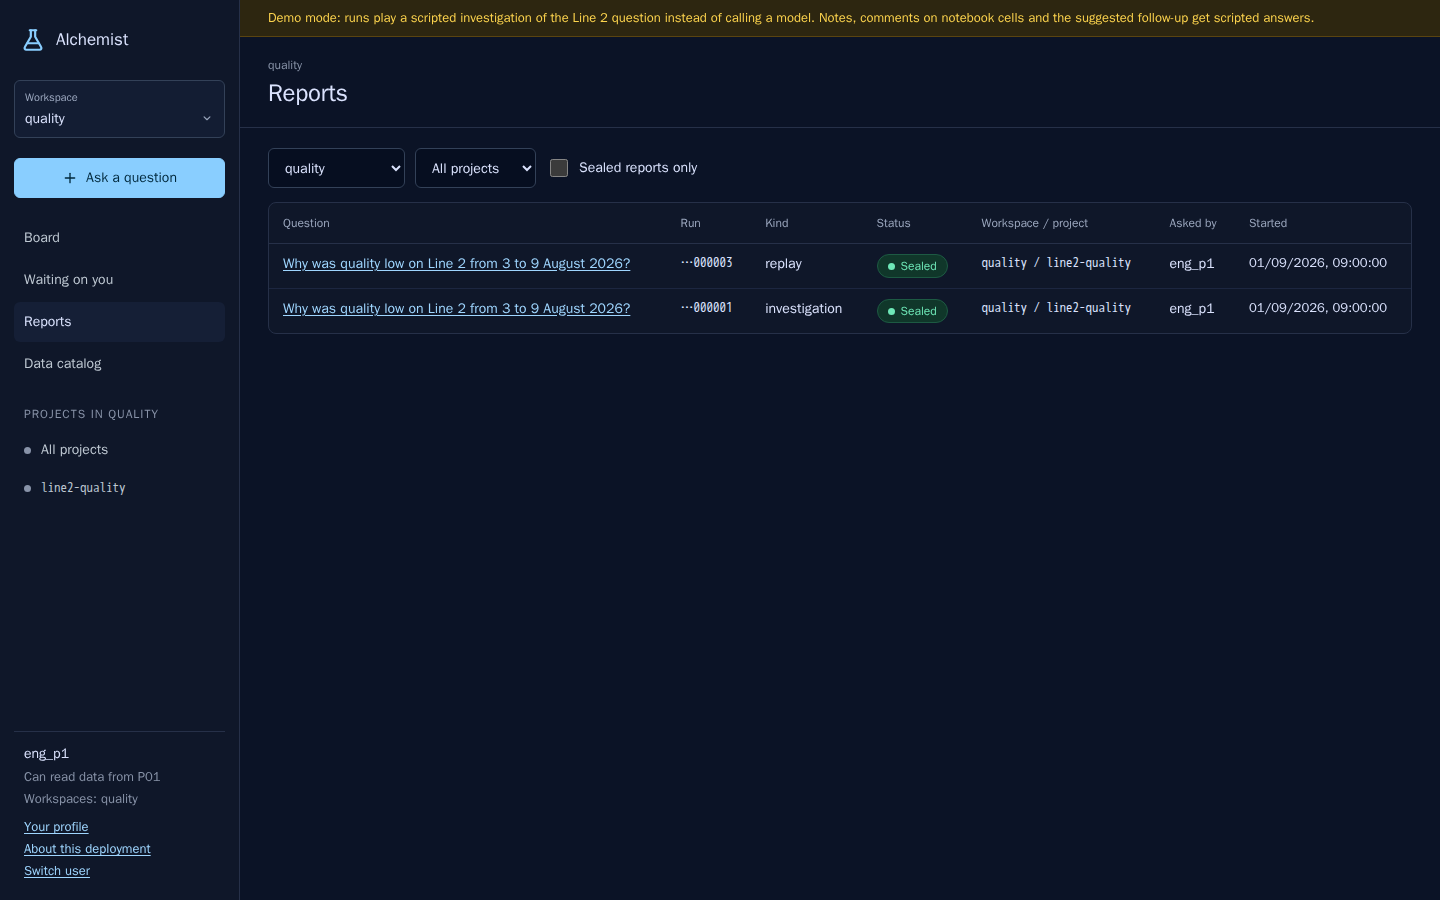 Demo mode: runs play a scripted investigation of the Line 2 question instead of calling a model. Notes, comments on notebook cells and the suggested follow-up get scripted answers.
Alchemist
Workspace
quality
Ask a question
Board
Waiting on you
Reports
Data catalog
PROJECTS IN QUALITY
All projects
line2-quality
eng_p1
Can read data from P01
Workspaces: quality
Your profile
About this deployment
Switch user
quality
Reports
quality All projects Sealed reports only
Question Run Kind Status Workspace / project Asked by Started
Why was quality low on Line 2 from 3 to 9 August 2026? ⋯000003 replay Sealed quality / line2-quality eng_p1 01/09/2026, 09:00:00
Why was quality low on Line 2 from 3 to 9 August 2026? ⋯000001 investigation Sealed quality / line2-quality eng_p1 01/09/2026, 09:00:00